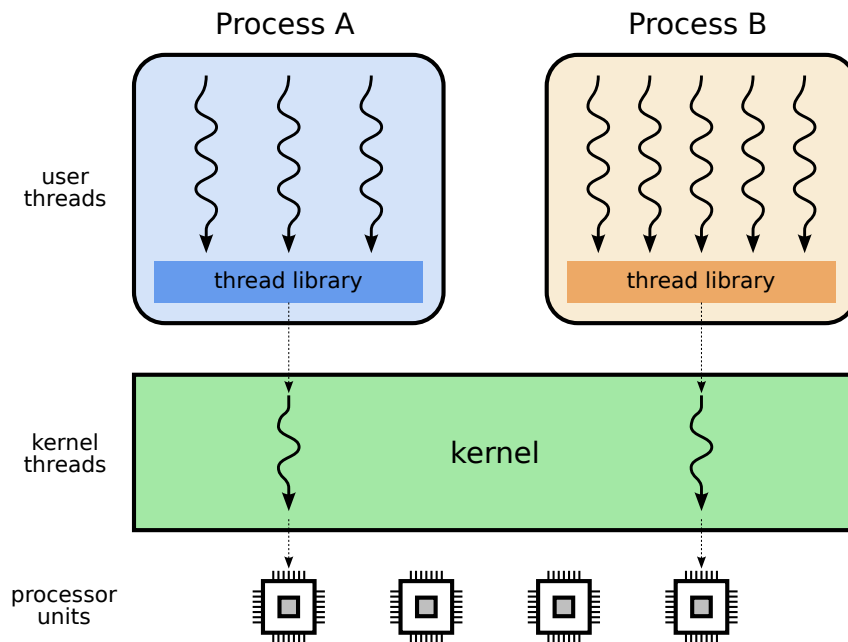 Process A
Process B
user
threads
thread library
thread library
kernel
threads
kernel
processor
units